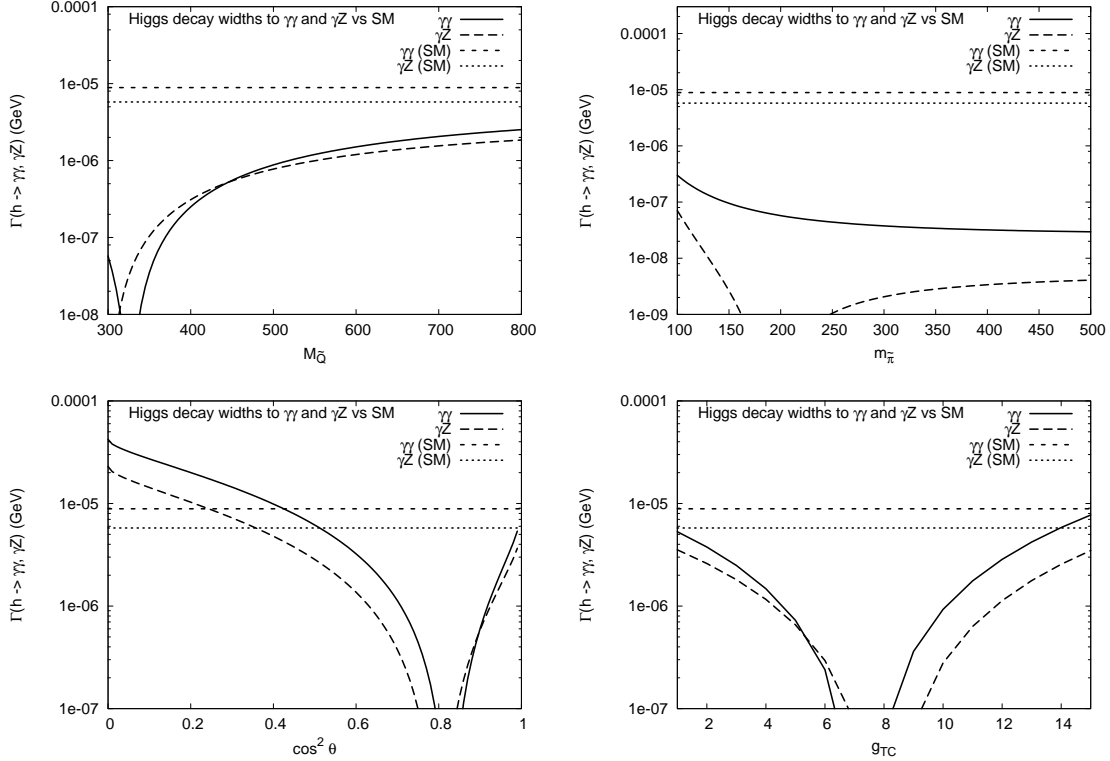 Higgs decay widths to γγ and γZ vs SM
γγ
γZ
γγ (SM)
γZ (SM)
0.0001
1e-05
1e-06
1e-07
1e-08
Γ(h -> γγ, γZ) (GeV)
300 400 500 600 700 800
M_Q̃
Higgs decay widths to γγ and γZ vs SM
γγ
γZ
γγ (SM)
γZ (SM)
0.0001
1e-05
1e-06
1e-07
1e-08
1e-09
Γ(h -> γγ, γZ) (GeV)
100 150 200 250 300 350 400 450 500
m_π̃
Higgs decay widths to γγ and γZ vs SM
γγ
γZ
γγ (SM)
γZ (SM)
0.0001
1e-05
1e-06
1e-07
Γ(h -> γγ, γZ) (GeV)
0 0.2 0.4 0.6 0.8 1
cos² θ
Higgs decay widths to γγ and γZ vs SM
γγ
γZ
γγ (SM)
γZ (SM)
0.0001
1e-05
1e-06
1e-07
Γ(h -> γγ, γZ) (GeV)
2 4 6 8 10 12 14
g_TC